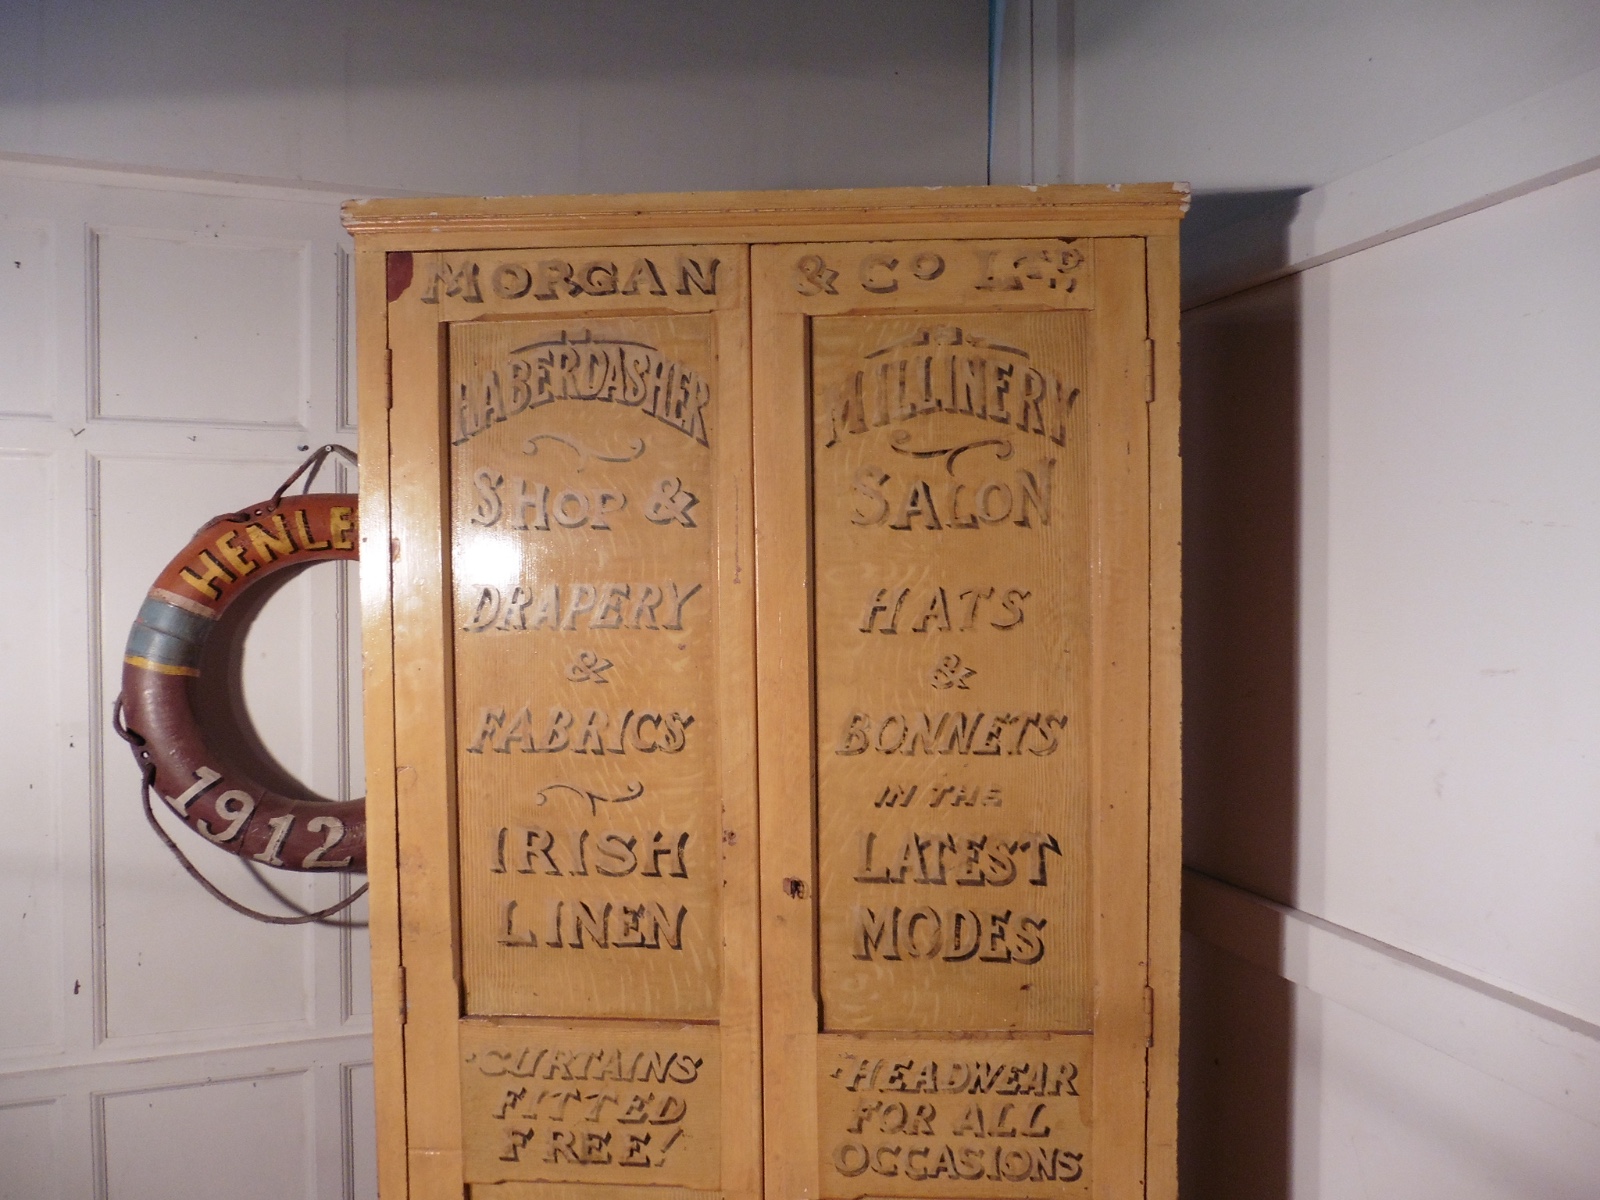 MORGAN & Co LTD
HABERDASHER
SHOP &
DRAPERY
&
FABRICS
IRISH
LINEN
CURTAINS
FITTED
FREE!
MILLINERY
SALON
HATS
&
BONNETS
IN THE
LATEST
MODES
HEADWEAR
FOR ALL
OCCASIONS
HENLE
1912